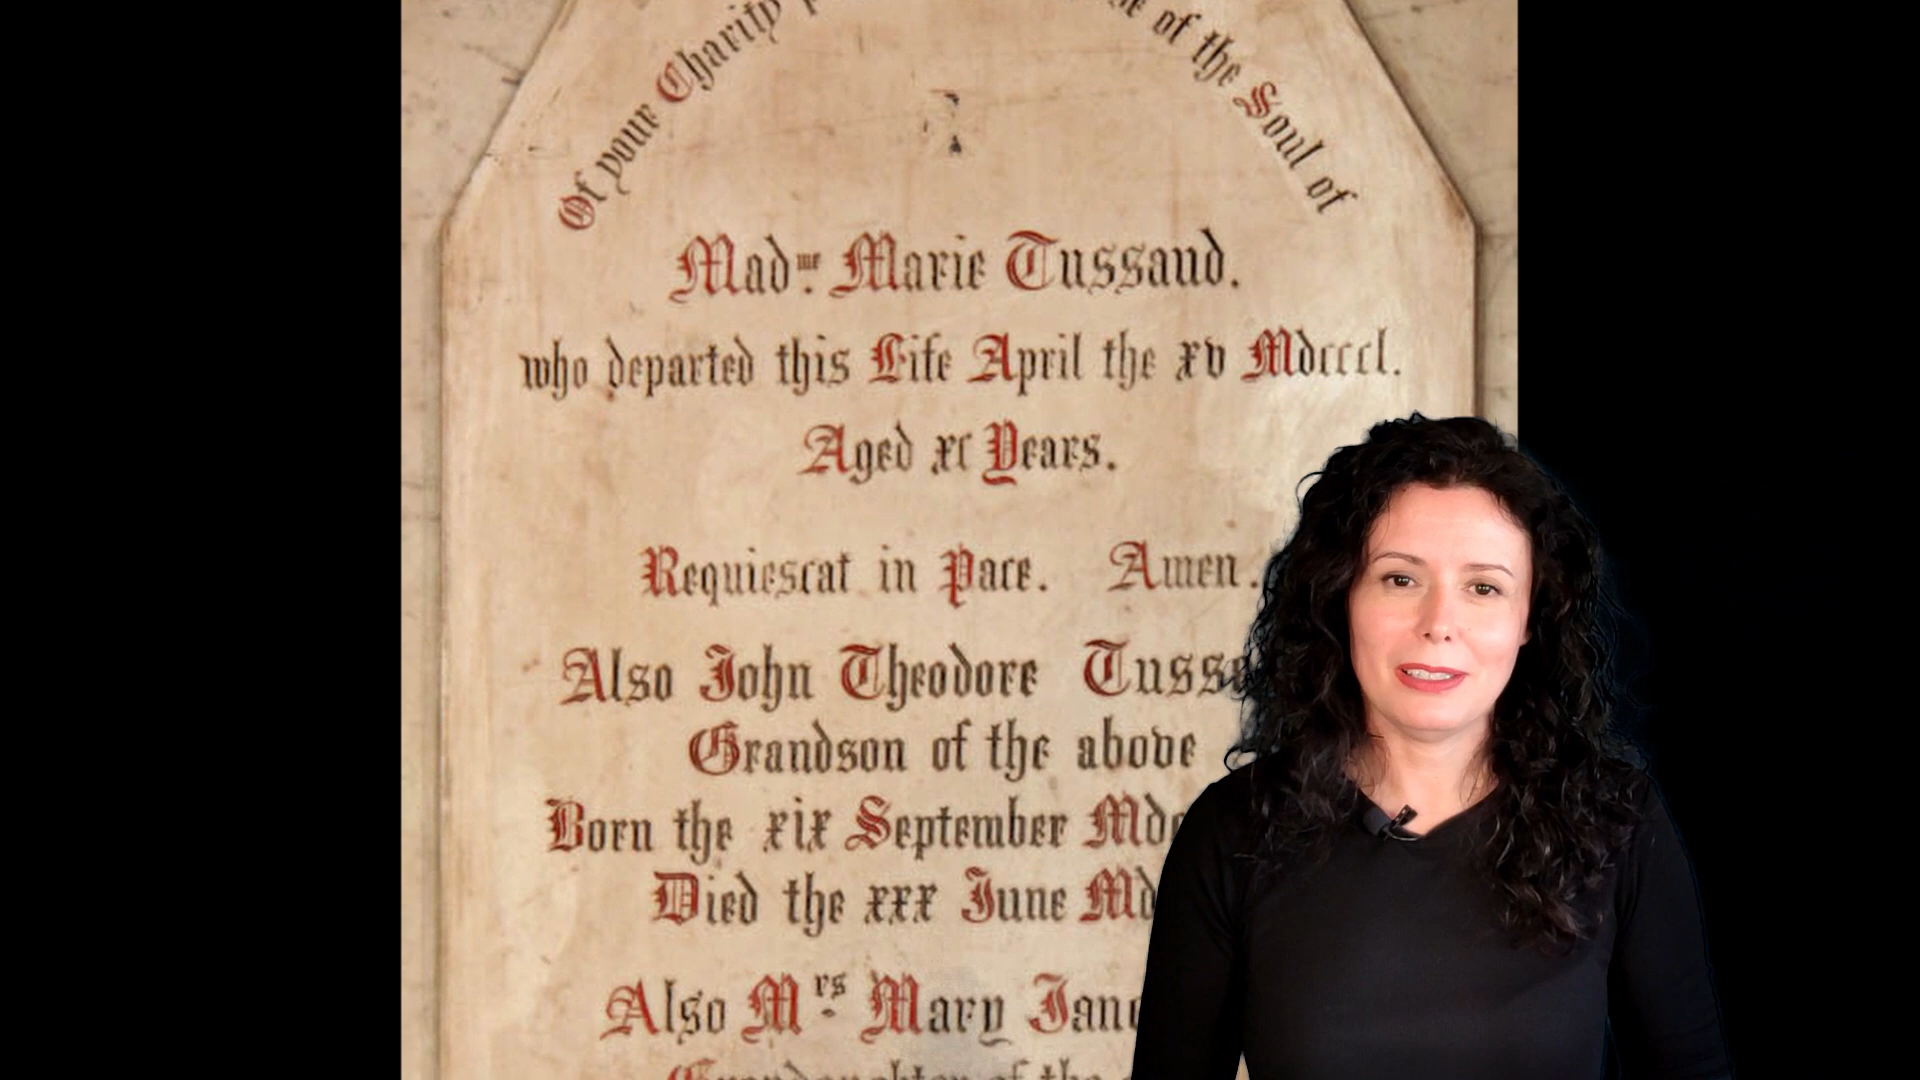 Of your Charity
of the Soul of
Madme. Marie Tussaud.
who departed this Life April the xv Mdcccl.
Aged xc Years.
Requiescat in Pace. Amen.
Also John Theodore
Grandson of the above
Born the xix September
Died the xxx June
Also Mrs. Mary
of the